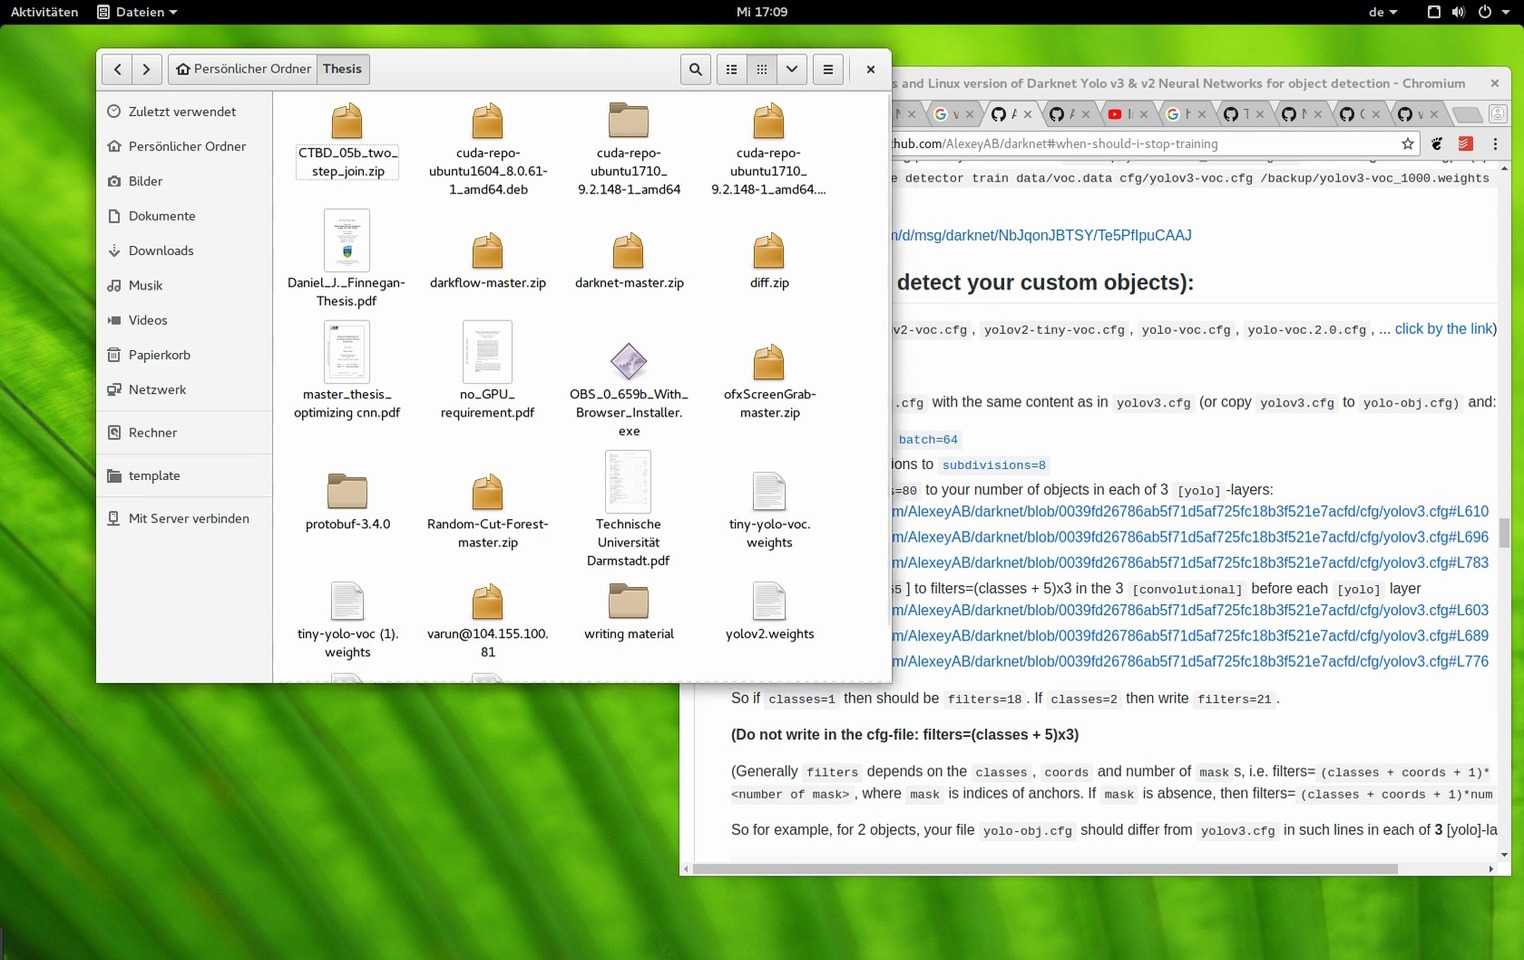 Aktivitäten
Dateien
Mi 17:09
de
Persönlicher Ordner
Thesis
Zuletzt verwendet
Persönlicher Ordner
Bilder
Dokumente
Downloads
Musik
Videos
Papierkorb
Netzwerk
Rechner
template
Mit Server verbinden
CTBD_05b_two_
step_join.zip
cuda-repo-
ubuntu1604_8.0.61-
1_amd64.deb
cuda-repo-
ubuntu1710_
9.2.148-1_amd64
cuda-repo-
ubuntu1710_
9.2.148-1_amd64....
Daniel_J._Finnegan-
Thesis.pdf
darkflow-master.zip
darknet-master.zip
diff.zip
master_thesis_
optimizing cnn.pdf
no_GPU_
requirement.pdf
OBS_0_659b_With_
Browser_Installer.
exe
ofxScreenGrab-
master.zip
protobuf-3.4.0
Random-Cut-Forest-
master.zip
Technische
Universität
Darmstadt.pdf
tiny-yolo-voc.
weights
tiny-yolo-voc (1).
weights
varun@104.155.100.
81
writing material
yolov2.weights
s and Linux version of Darknet Yolo v3 & v2 Neural Networks for object detection - Chromium
hub.com/AlexeyAB/darknet#when-should-i-stop-training
e detector train data/voc.data cfg/yolov3-voc.cfg /backup/yolov3-voc_1000.weights
m/d/msg/darknet/NbJqonJBTSY/Te5PfIpuCAAJ
detect your custom objects):
v2-voc.cfg , yolov2-tiny-voc.cfg , yolo-voc.cfg , yolo-voc.2.0.cfg , ... click by the link)
.cfg with the same content as in yolov3.cfg (or copy yolov3.cfg to yolo-obj.cfg) and:
batch=64
ions to subdivisions=8
s=80 to your number of objects in each of 3 [yolo] -layers:
m/AlexeyAB/darknet/blob/0039fd26786ab5f71d5af725fc18b3f521e7acfd/cfg/yolov3.cfg#L610
m/AlexeyAB/darknet/blob/0039fd26786ab5f71d5af725fc18b3f521e7acfd/cfg/yolov3.cfg#L696
m/AlexeyAB/darknet/blob/0039fd26786ab5f71d5af725fc18b3f521e7acfd/cfg/yolov3.cfg#L783
55 ] to filters=(classes + 5)x3 in the 3 [convolutional] before each [yolo] layer
m/AlexeyAB/darknet/blob/0039fd26786ab5f71d5af725fc18b3f521e7acfd/cfg/yolov3.cfg#L603
m/AlexeyAB/darknet/blob/0039fd26786ab5f71d5af725fc18b3f521e7acfd/cfg/yolov3.cfg#L689
m/AlexeyAB/darknet/blob/0039fd26786ab5f71d5af725fc18b3f521e7acfd/cfg/yolov3.cfg#L776
So if classes=1 then should be filters=18 . If classes=2 then write filters=21 .
(Do not write in the cfg-file: filters=(classes + 5)x3)
(Generally filters depends on the classes , coords and number of mask s, i.e. filters= (classes + coords + 1)*
<number of mask> , where mask is indices of anchors. If mask is absence, then filters= (classes + coords + 1)*num
So for example, for 2 objects, your file yolo-obj.cfg should differ from yolov3.cfg in such lines in each of 3 [yolo]-la